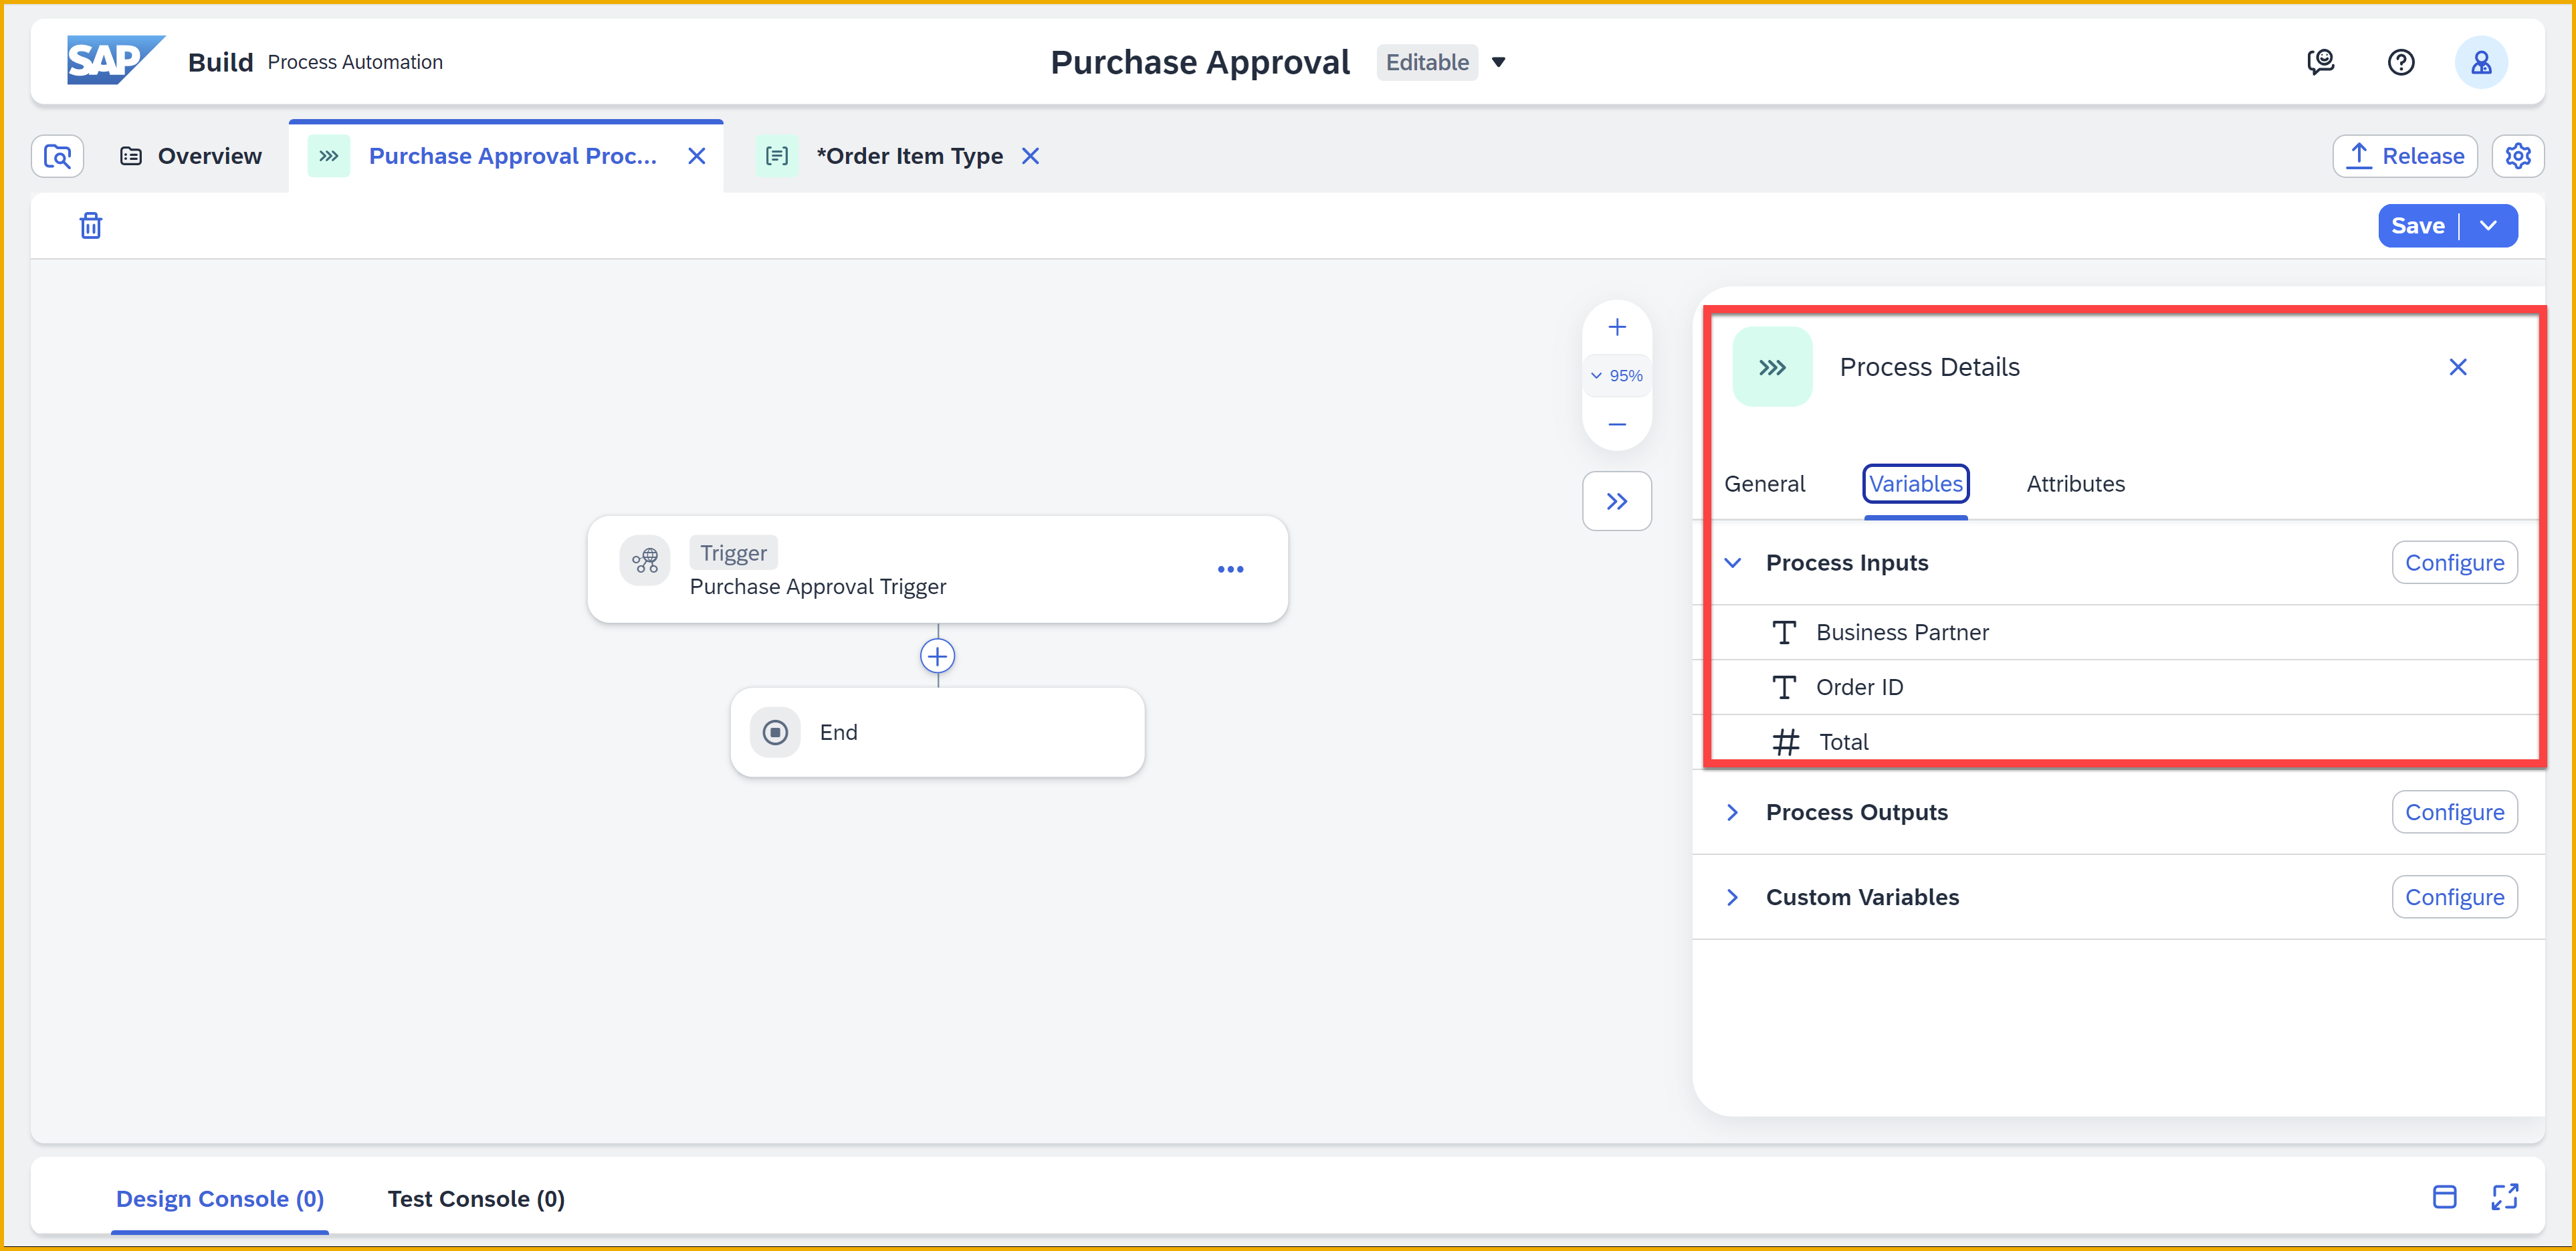 SAP Build Process Automation Purchase Approval Editable
Overview Purchase Approval Proc... *Order Item Type Release
Save
95%
Process Details
General Variables Attributes
Trigger
Purchase Approval Trigger
End
Process Inputs Configure
Business Partner
Order ID
Total
Process Outputs Configure
Custom Variables Configure
Design Console (0) Test Console (0)